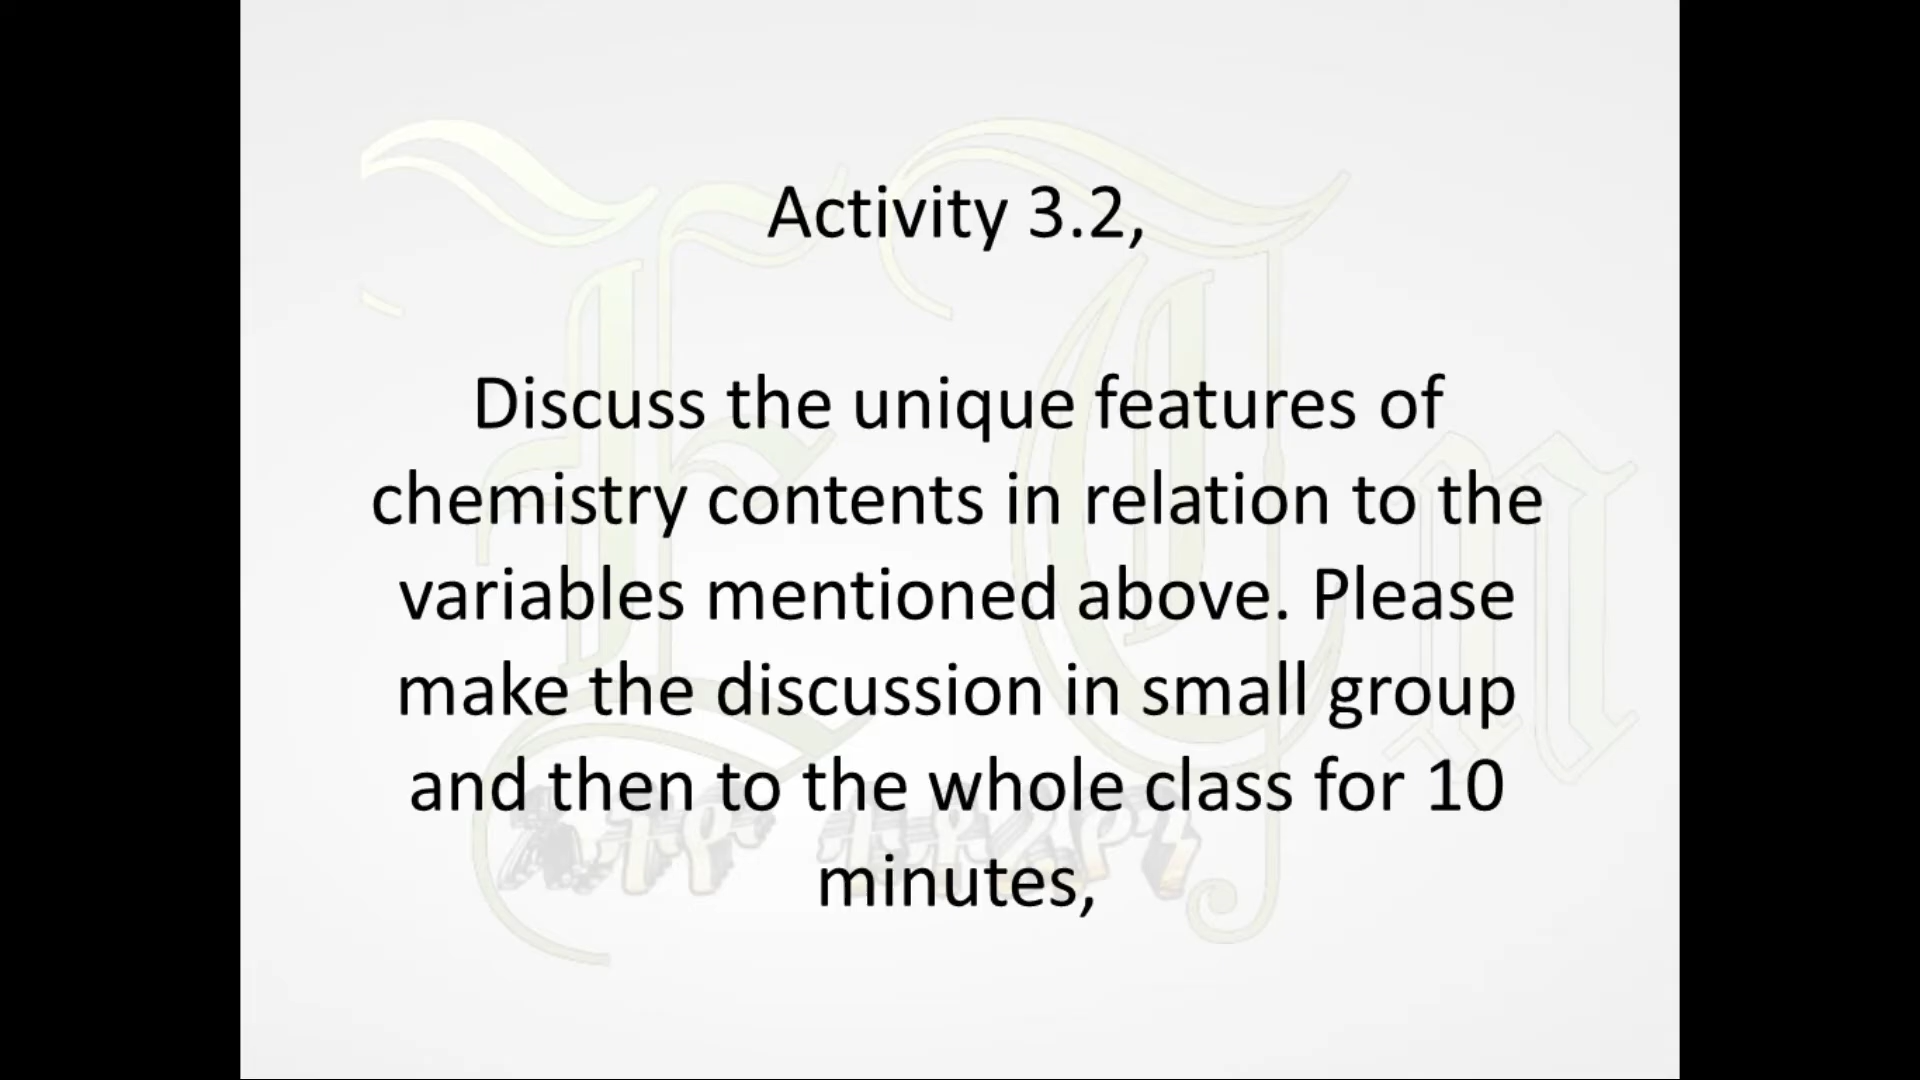 Activity 3.2,
Discuss the unique features of
chemistry contents in relation to the
variables mentioned above. Please
make the discussion in small group
and then to the whole class for 10
minutes,